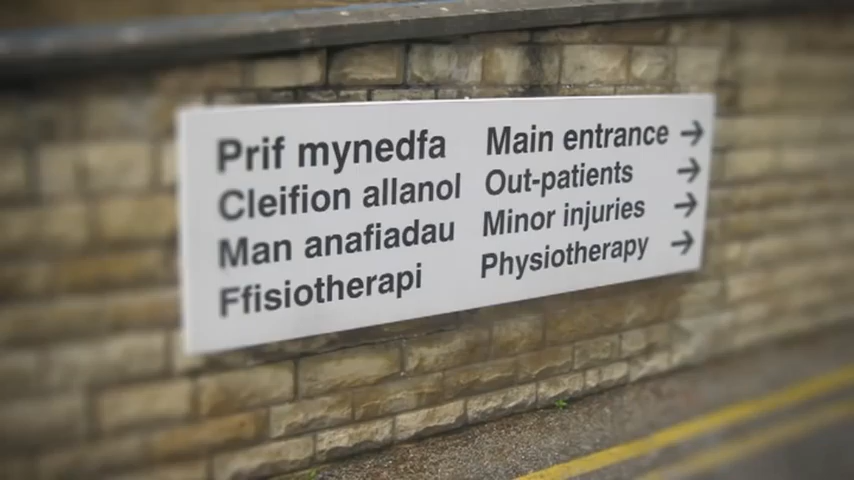 Prif mynedfa Main entrance →
Cleifion allanol Out-patients →
Man anafiadau Minor injuries →
Ffisiotherapi Physiotherapy →